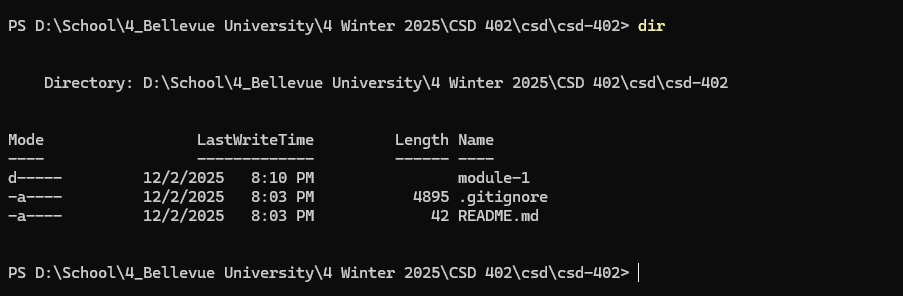 PS D:\School\4_Bellevue University\4 Winter 2025\CSD 402\csd\csd-402> dir
Directory: D:\School\4_Bellevue University\4 Winter 2025\CSD 402\csd\csd-402
Mode LastWriteTime Length Name
---- ------------- ------ ----
d----- 12/2/2025 8:10 PM module-1
-a---- 12/2/2025 8:03 PM 4895 .gitignore
-a---- 12/2/2025 8:03 PM 42 README.md
PS D:\School\4_Bellevue University\4 Winter 2025\CSD 402\csd\csd-402>